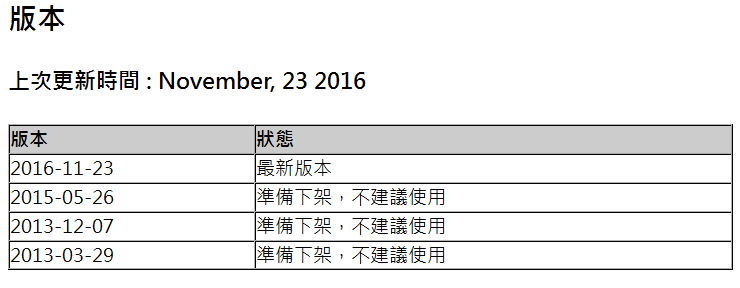 版本
上次更新時間 : November, 23 2016
版本 狀態
2016-11-23 最新版本
2015-05-26 準備下架，不建議使用
2013-12-07 準備下架，不建議使用
2013-03-29 準備下架，不建議使用